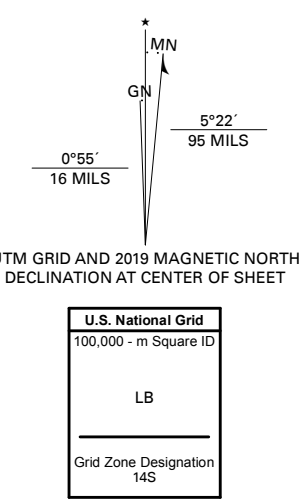 ★
MN
GN
5°22´
95 MILS
0°55´
16 MILS
UTM GRID AND 2019 MAGNETIC NORTH
DECLINATION AT CENTER OF SHEET
U.S. National Grid
100,000 - m Square ID
LB
Grid Zone Designation
14S